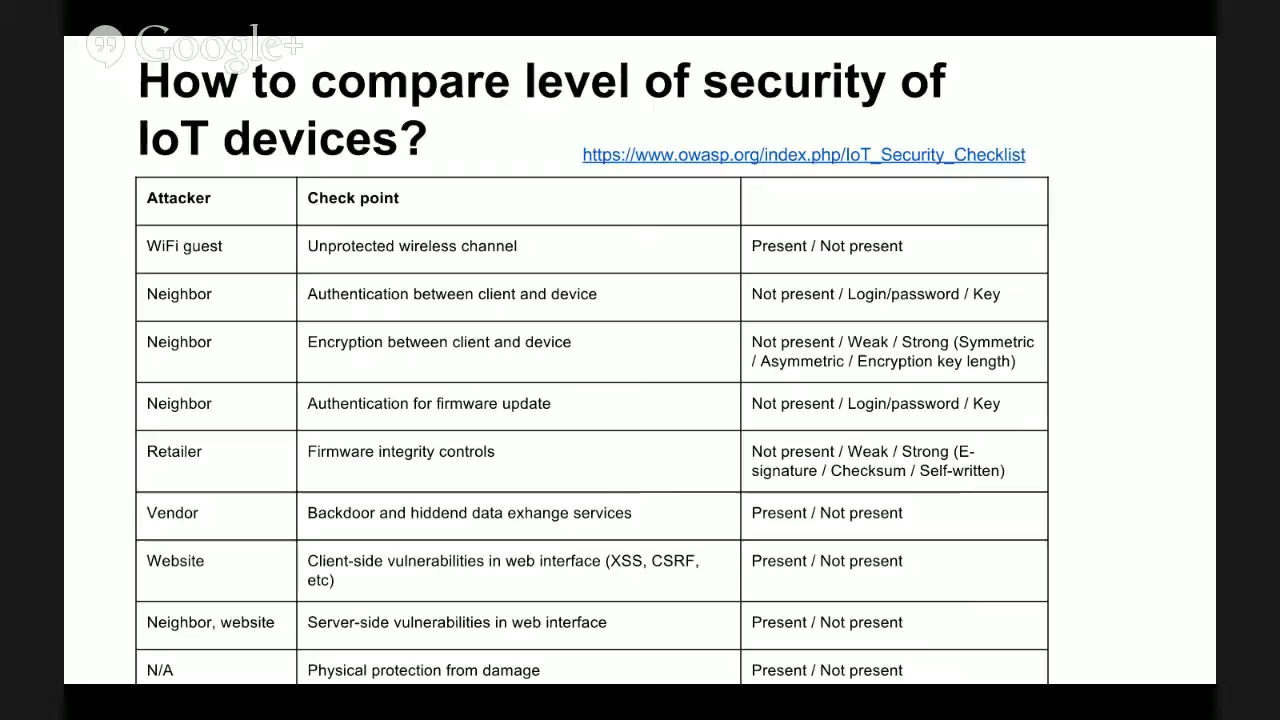 Google+
How to compare level of security of
IoT devices?
https://www.owasp.org/index.php/IoT_Security_Checklist
Attacker Check point
WiFi guest Unprotected wireless channel Present / Not present
Neighbor Authentication between client and device Not present / Login/password / Key
Neighbor Encryption between client and device Not present / Weak / Strong (Symmetric
/ Asymmetric / Encryption key length)
Neighbor Authentication for firmware update Not present / Login/password / Key
Retailer Firmware integrity controls Not present / Weak / Strong (E-
signature / Checksum / Self-written)
Vendor Backdoor and hiddend data exhange services Present / Not present
Website Client-side vulnerabilities in web interface (XSS, CSRF, Present / Not present
etc)
Neighbor, website Server-side vulnerabilities in web interface Present / Not present
N/A Physical protection from damage Present / Not present